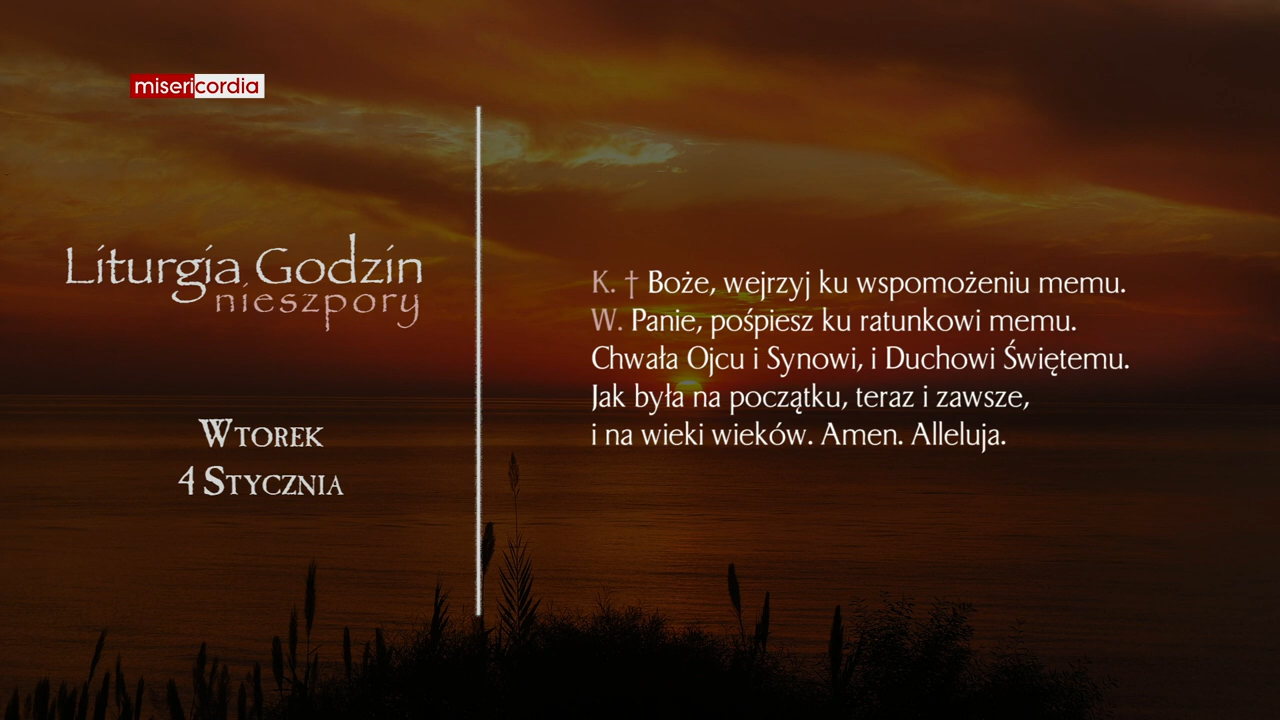 misericordia
Liturgia Godzin
nieszpory
Wtorek
4 Stycznia
K. † Boże, wejrzyj ku wspomożeniu memu.
W. Panie, pośpiesz ku ratunkowi memu.
Chwała Ojcu i Synowi, i Duchowi Świętemu.
Jak była na początku, teraz i zawsze,
i na wieki wieków. Amen. Alleluja.